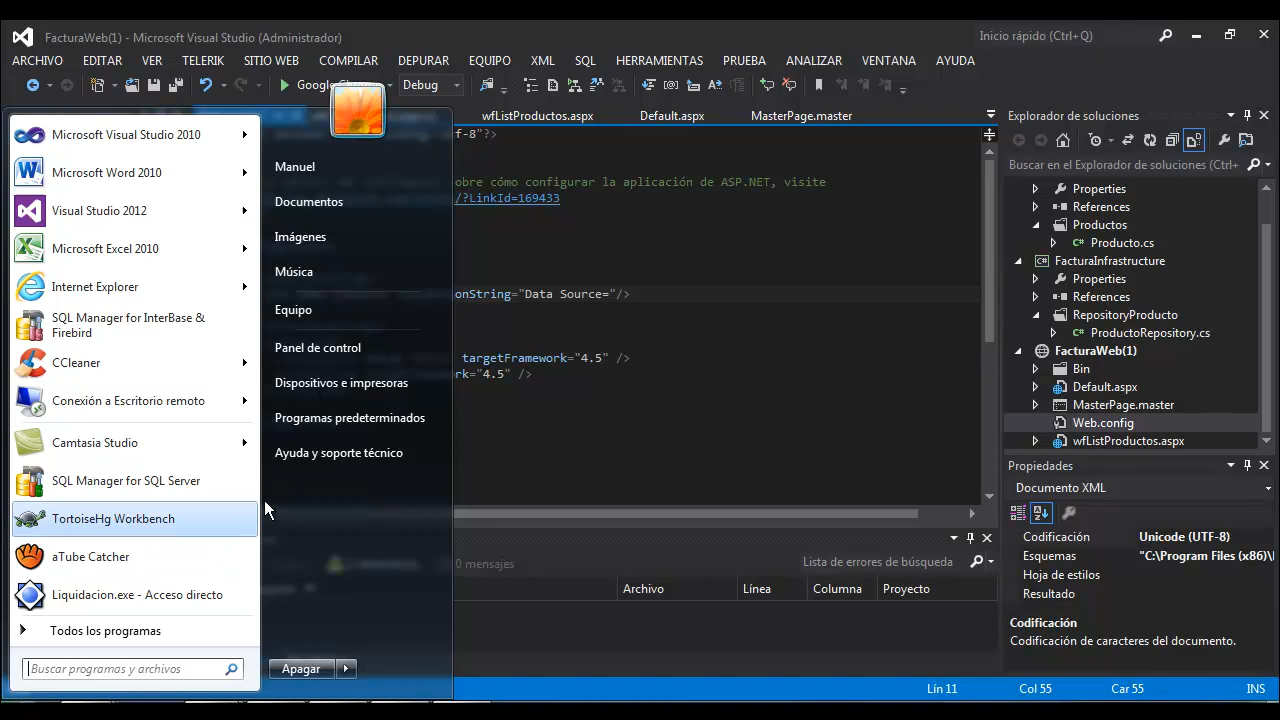 FacturaWeb(1) - Microsoft Visual Studio (Administrador)
Inicio rápido (Ctrl+Q)
ARCHIVO EDITAR VER TELERIK SITIO WEB COMPILAR DEPURAR EQUIPO XML SQL HERRAMIENTAS PRUEBA ANALIZAR VENTANA AYUDA
Debug
wfListProductos.aspx Default.aspx MasterPage.master
Microsoft Visual Studio 2010
Microsoft Word 2010
Visual Studio 2012
Microsoft Excel 2010
Internet Explorer
SQL Manager for InterBase &
Firebird
CCleaner
Conexión a Escritorio remoto
Camtasia Studio
SQL Manager for SQL Server
TortoiseHg Workbench
aTube Catcher
Liquidacion.exe - Acceso directo
Todos los programas
Buscar programas y archivos
Manuel
Documentos
Imágenes
Música
Equipo
Panel de control
Dispositivos e impresoras
Programas predeterminados
Ayuda y soporte técnico
Apagar
f-8"?>
obre cómo configurar la aplicación de ASP.NET, visite
/?LinkId=169433
onString="Data Source="/>
targetFramework="4.5" />
rk="4.5" />
0 mensajes
Lista de errores de búsqueda
Archivo Línea Columna Proyecto
Explorador de soluciones
Buscar en el Explorador de soluciones (Ctrl+
Properties
References
Productos
C# Producto.cs
C# FacturaInfrastructure
Properties
References
RepositoryProducto
C# ProductoRepository.cs
FacturaWeb(1)
Bin
Default.aspx
MasterPage.master
Web.config
wfListProductos.aspx
Propiedades
Documento XML
Codificación Unicode (UTF-8)
Esquemas "C:\Program Files (x86)\
Hoja de estilos
Resultado
Codificación
Codificación de caracteres del documento.
Lín 11 Col 55 Car 55 INS